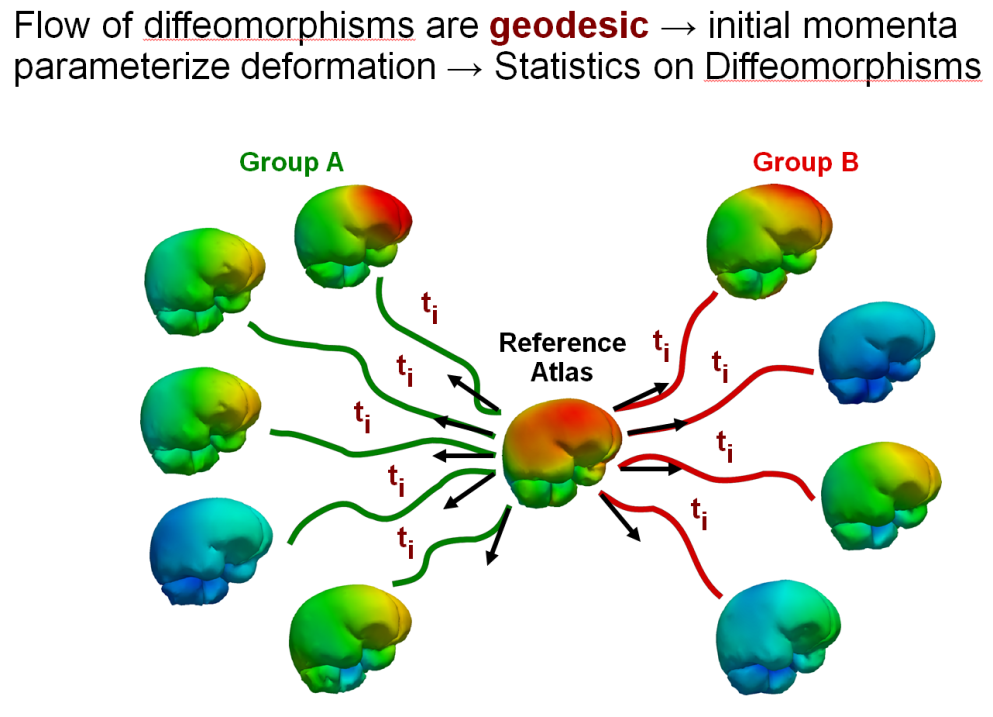 Flow of diffeomorphisms are geodesic → initial momenta
parameterize deformation → Statistics on Diffeomorphisms
Group A
Group B
ti
Reference
Atlas
ti
ti
ti
ti
ti
ti
ti
ti